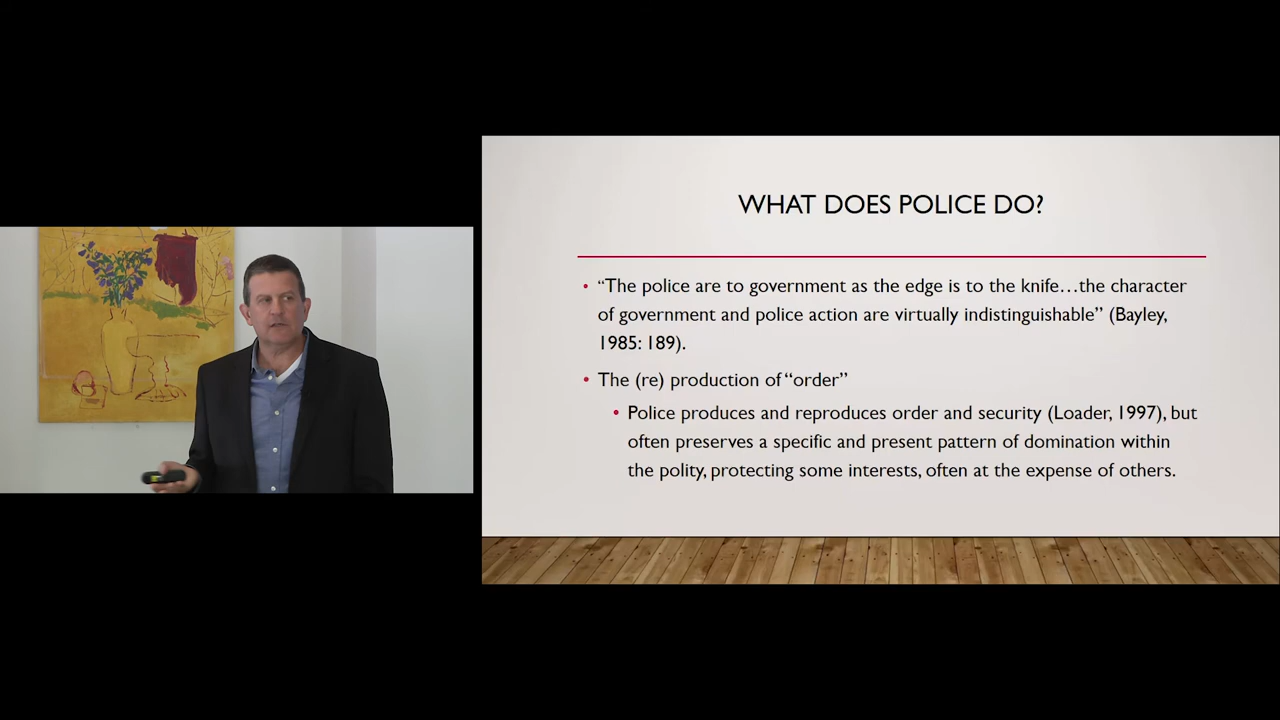 WHAT DOES POLICE DO?
• “The police are to government as the edge is to the knife…the character
of government and police action are virtually indistinguishable” (Bayley,
1985: 189).
• The (re) production of “order”
• Police produces and reproduces order and security (Loader, 1997), but
often preserves a specific and present pattern of domination within
the polity, protecting some interests, often at the expense of others.